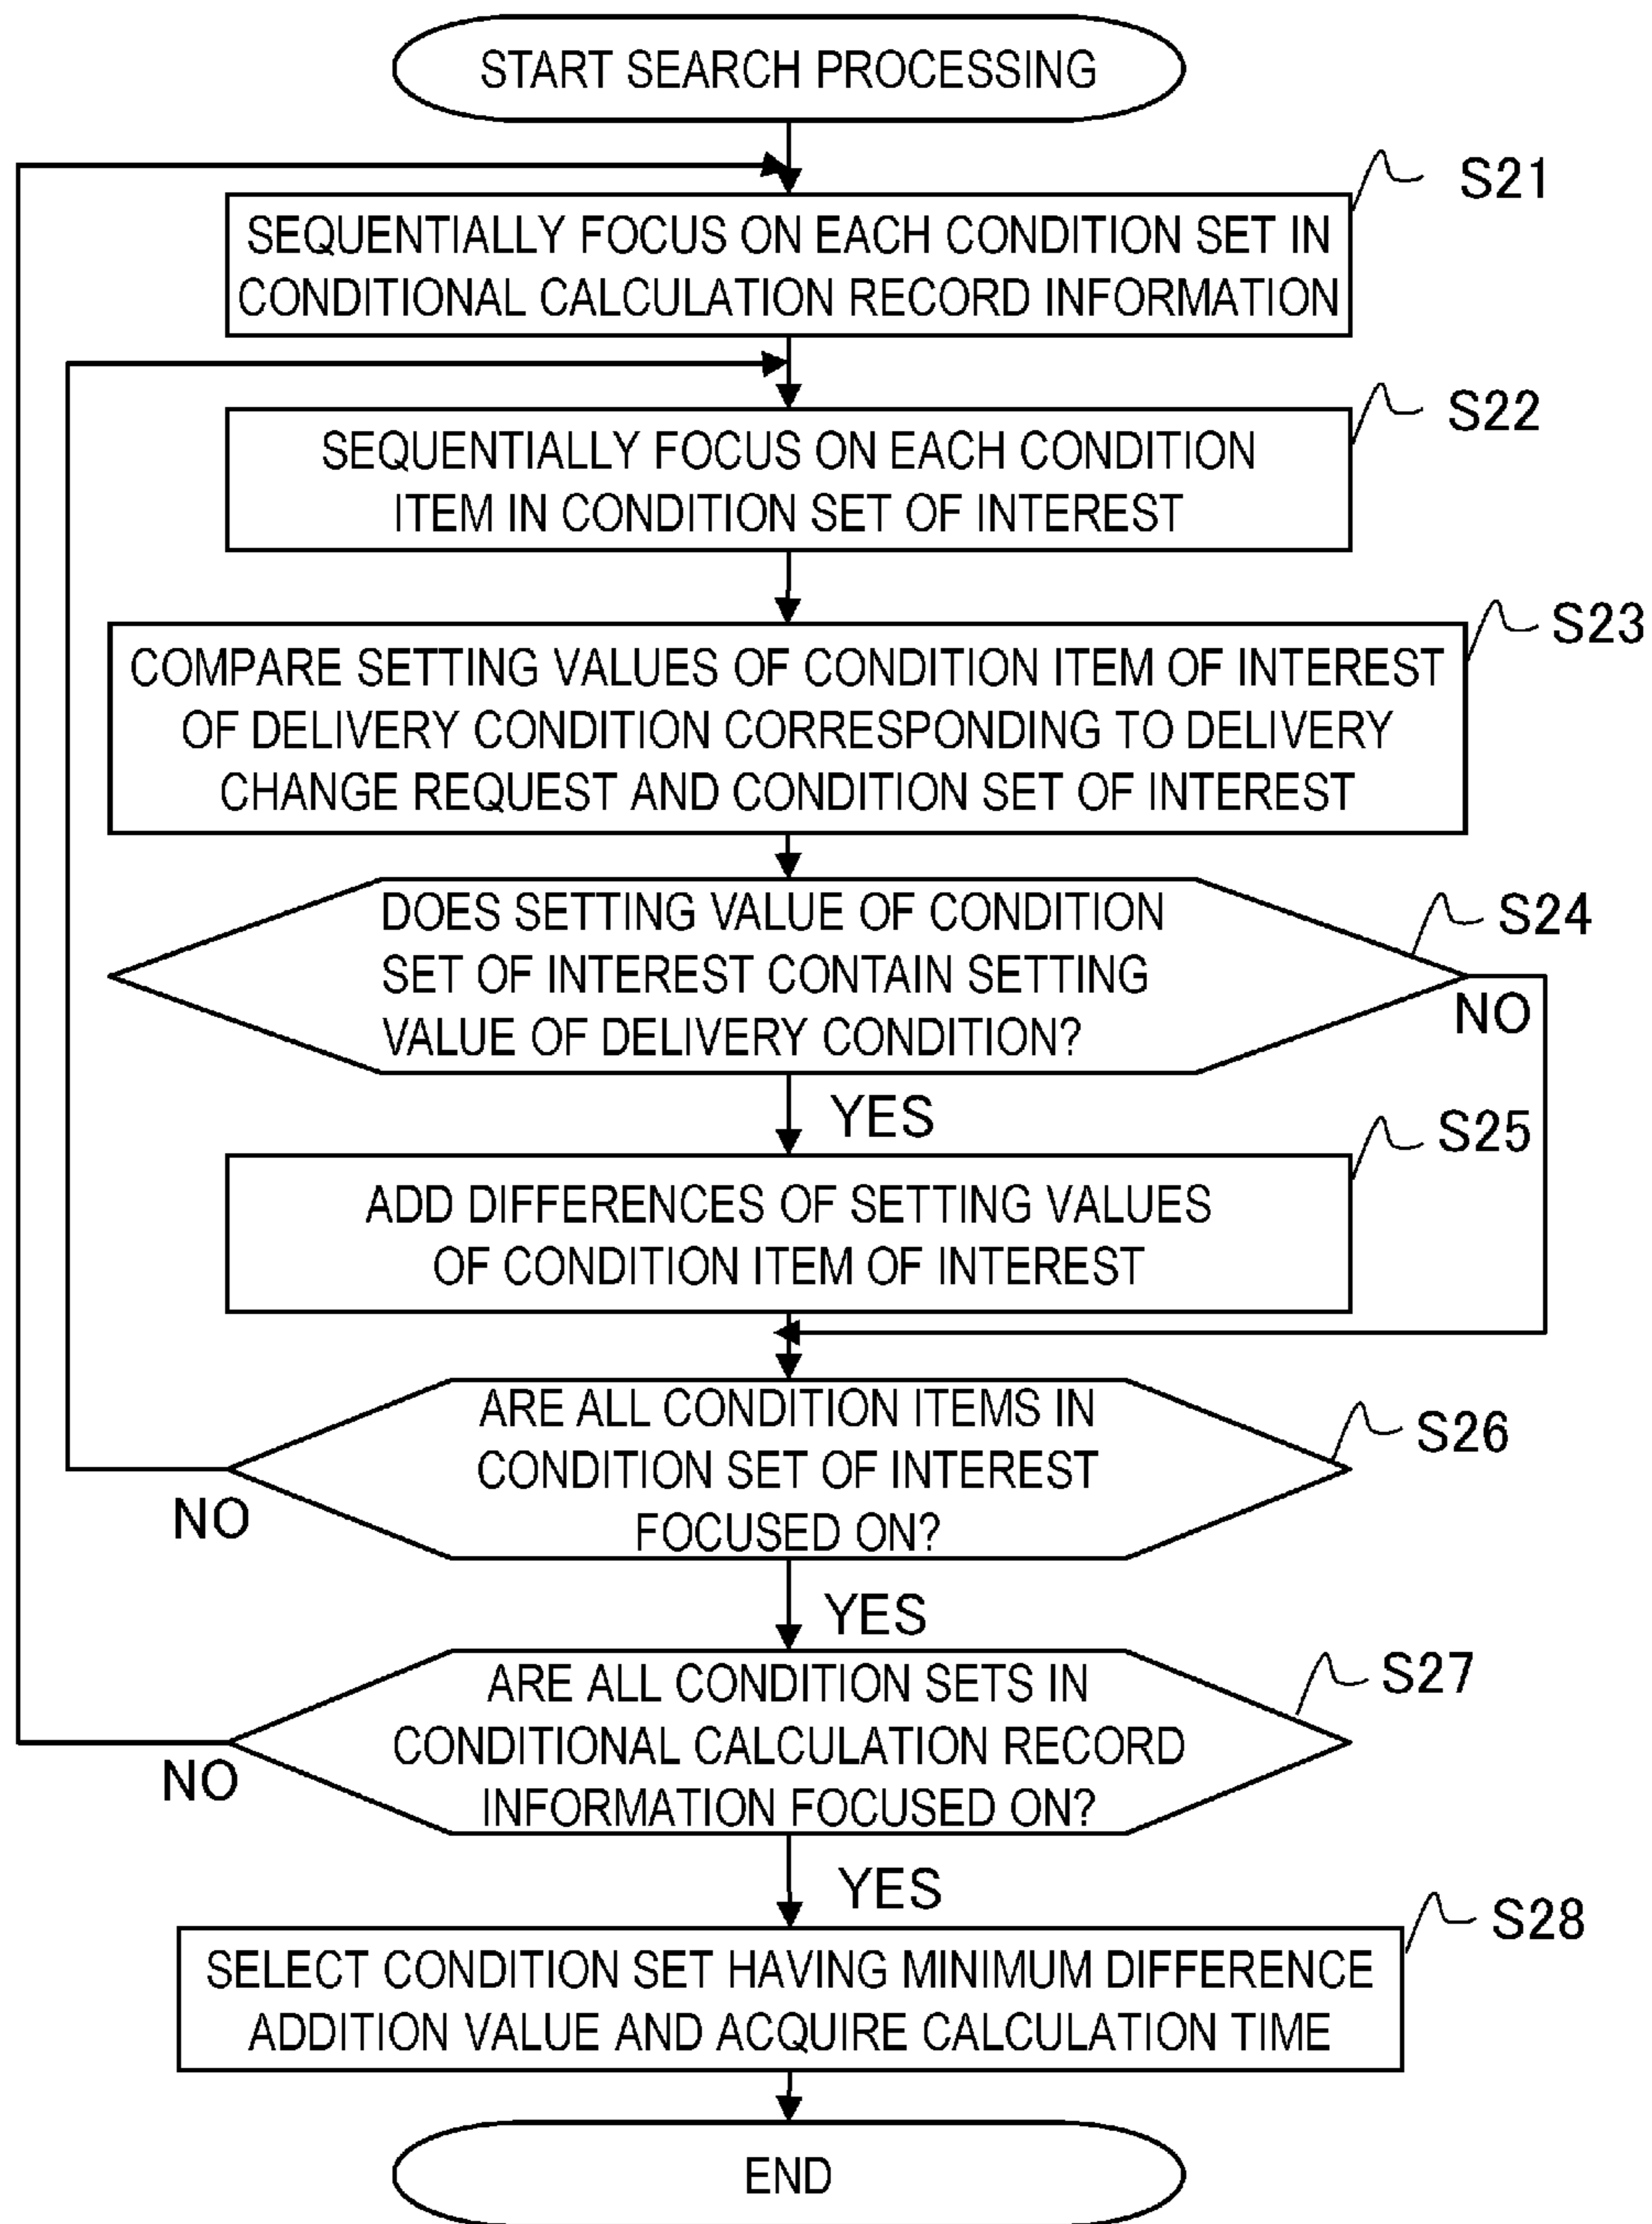 START SEARCH PROCESSING
S21
SEQUENTIALLY FOCUS ON EACH CONDITION SET IN
CONDITIONAL CALCULATION RECORD INFORMATION
S22
SEQUENTIALLY FOCUS ON EACH CONDITION
ITEM IN CONDITION SET OF INTEREST
S23
COMPARE SETTING VALUES OF CONDITION ITEM OF INTEREST
OF DELIVERY CONDITION CORRESPONDING TO DELIVERY
CHANGE REQUEST AND CONDITION SET OF INTEREST
S24
DOES SETTING VALUE OF CONDITION
SET OF INTEREST CONTAIN SETTING
VALUE OF DELIVERY CONDITION?
NO
YES
S25
ADD DIFFERENCES OF SETTING VALUES
OF CONDITION ITEM OF INTEREST
S26
ARE ALL CONDITION ITEMS IN
CONDITION SET OF INTEREST
FOCUSED ON?
NO
YES
S27
ARE ALL CONDITION SETS IN
CONDITIONAL CALCULATION RECORD
INFORMATION FOCUSED ON?
NO
YES
S28
SELECT CONDITION SET HAVING MINIMUM DIFFERENCE
ADDITION VALUE AND ACQUIRE CALCULATION TIME
END